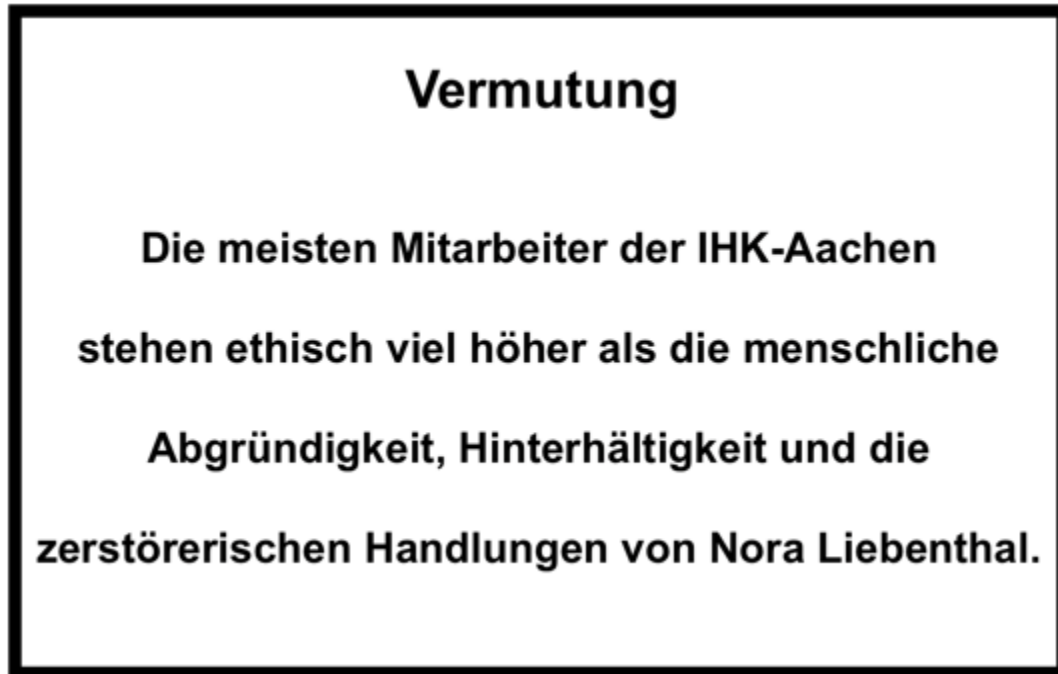 Vermutung
Die meisten Mitarbeiter der IHK-Aachen
stehen ethisch viel höher als die menschliche
Abgründigkeit, Hinterhältigkeit und die
zerstörerischen Handlungen von Nora Liebenthal.